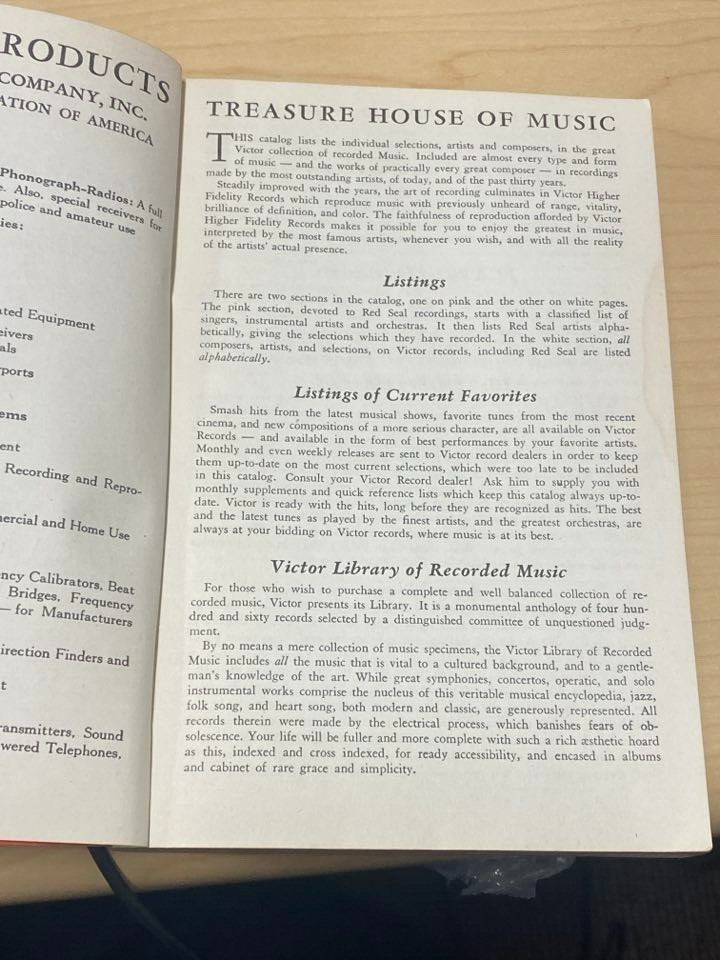 RODUCTS
COMPANY, INC.
ATION OF AMERICA
Phonograph-Radios: A full
e. Also, special receivers for
police and amateur use
ies:
ated Equipment
eivers
als
ports
ems
ent
Recording and Repro-
ercial and Home Use
ncy Calibrators, Beat
Bridges, Frequency
— for Manufacturers
irection Finders and
t
ransmitters, Sound
wered Telephones,
TREASURE HOUSE OF MUSIC
THIS catalog lists the individual selections, artists and composers, in the great
Victor collection of recorded Music. Included are almost every type and form
of music — and the works of practically every great composer — in recordings
made by the most outstanding artists, of today, and of the past thirty years.
Steadily improved with the years, the art of recording culminates in Victor Higher
Fidelity Records which reproduce music with previously unheard of range, vitality,
brilliance of definition, and color. The faithfulness of reproduction afforded by Victor
Higher Fidelity Records makes it possible for you to enjoy the greatest in music,
interpreted by the most famous artists, whenever you wish, and with all the reality
of the artists' actual presence.
Listings
There are two sections in the catalog, one on pink and the other on white pages.
The pink section, devoted to Red Seal recordings, starts with a classified list of
singers, instrumental artists and orchestras. It then lists Red Seal artists alpha-
betically, giving the selections which they have recorded. In the white section, all
composers, artists, and selections, on Victor records, including Red Seal are listed
alphabetically.
Listings of Current Favorites
Smash hits from the latest musical shows, favorite tunes from the most recent
cinema, and new compositions of a more serious character, are all available on Victor
Records — and available in the form of best performances by your favorite artists.
Monthly and even weekly releases are sent to Victor record dealers in order to keep
them up-to-date on the most current selections, which were too late to be included
in this catalog. Consult your Victor Record dealer! Ask him to supply you with
monthly supplements and quick reference lists which keep this catalog always up-to-
date. Victor is ready with the hits, long before they are recognized as hits. The best
and the latest tunes as played by the finest artists, and the greatest orchestras, are
always at your bidding on Victor records, where music is at its best.
Victor Library of Recorded Music
For those who wish to purchase a complete and well balanced collection of re-
corded music, Victor presents its Library. It is a monumental anthology of four hun-
dred and sixty records selected by a distinguished committee of unquestioned judg-
ment.
By no means a mere collection of music specimens, the Victor Library of Recorded
Music includes all the music that is vital to a cultured background, and to a gentle-
man's knowledge of the art. While great symphonies, concertos, operatic, and solo
instrumental works comprise the nucleus of this veritable musical encyclopedia, jazz,
folk song, and heart song, both modern and classic, are generously represented. All
records therein were made by the electrical process, which banishes fears of ob-
solescence. Your life will be fuller and more complete with such a rich æsthetic hoard
as this, indexed and cross indexed, for ready accessibility, and encased in albums
and cabinet of rare grace and simplicity.